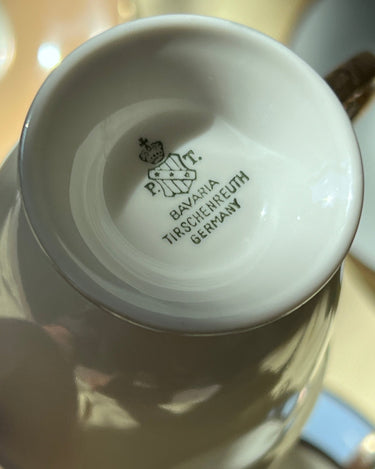 P. T.
BAVARIA
TIRSCHENREUTH
GERMANY